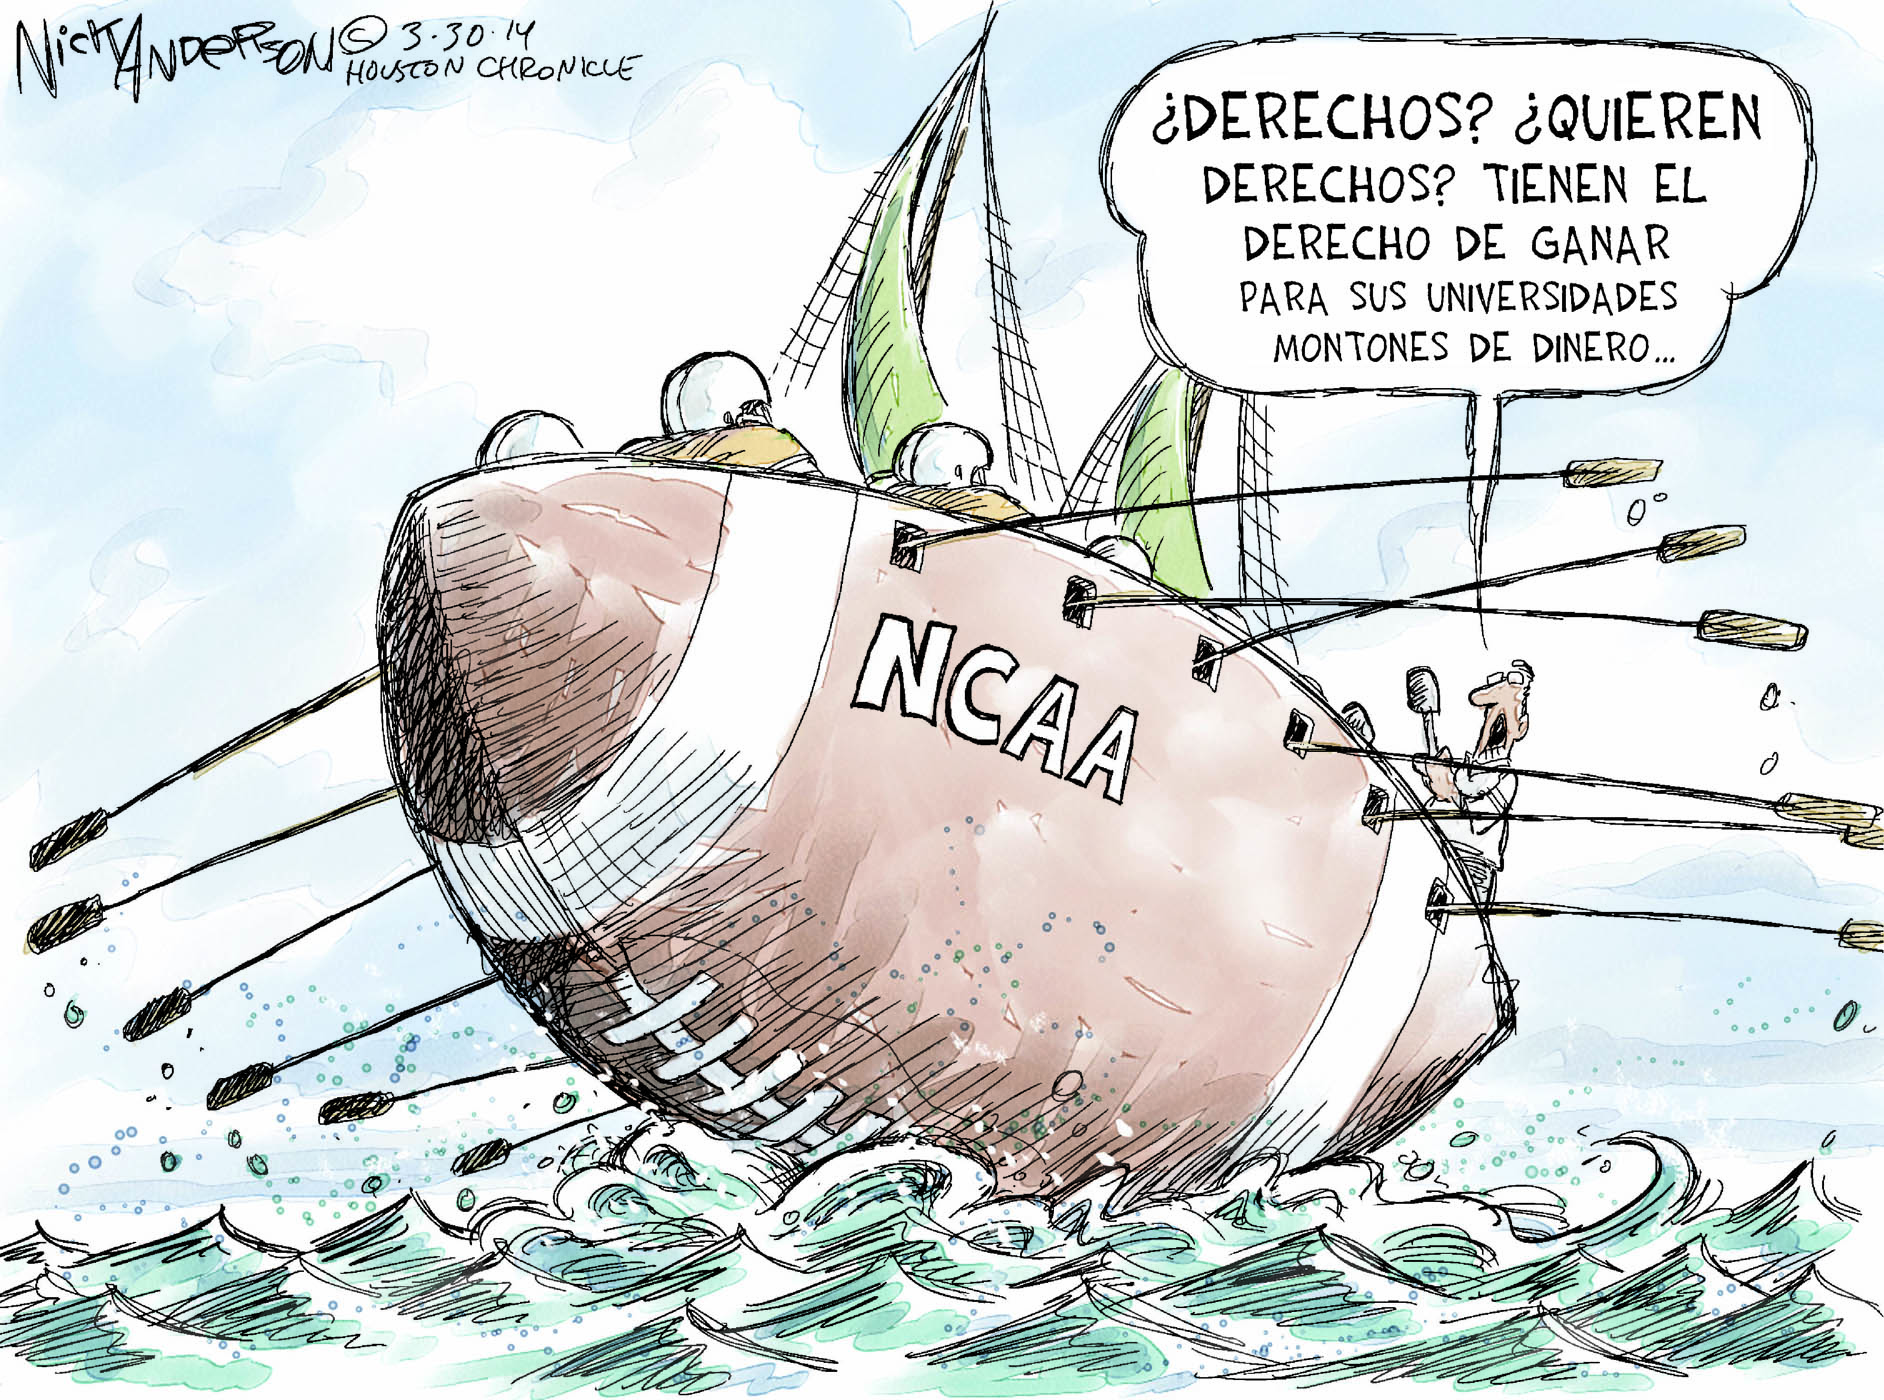 Nick Anderson © 3·30·14
Houston Chronicle
¿DERECHOS? ¿QUIEREN
DERECHOS? TIENEN EL
DERECHO DE GANAR
PARA SUS UNIVERSIDADES
MONTONES DE DINERO...
NCAA